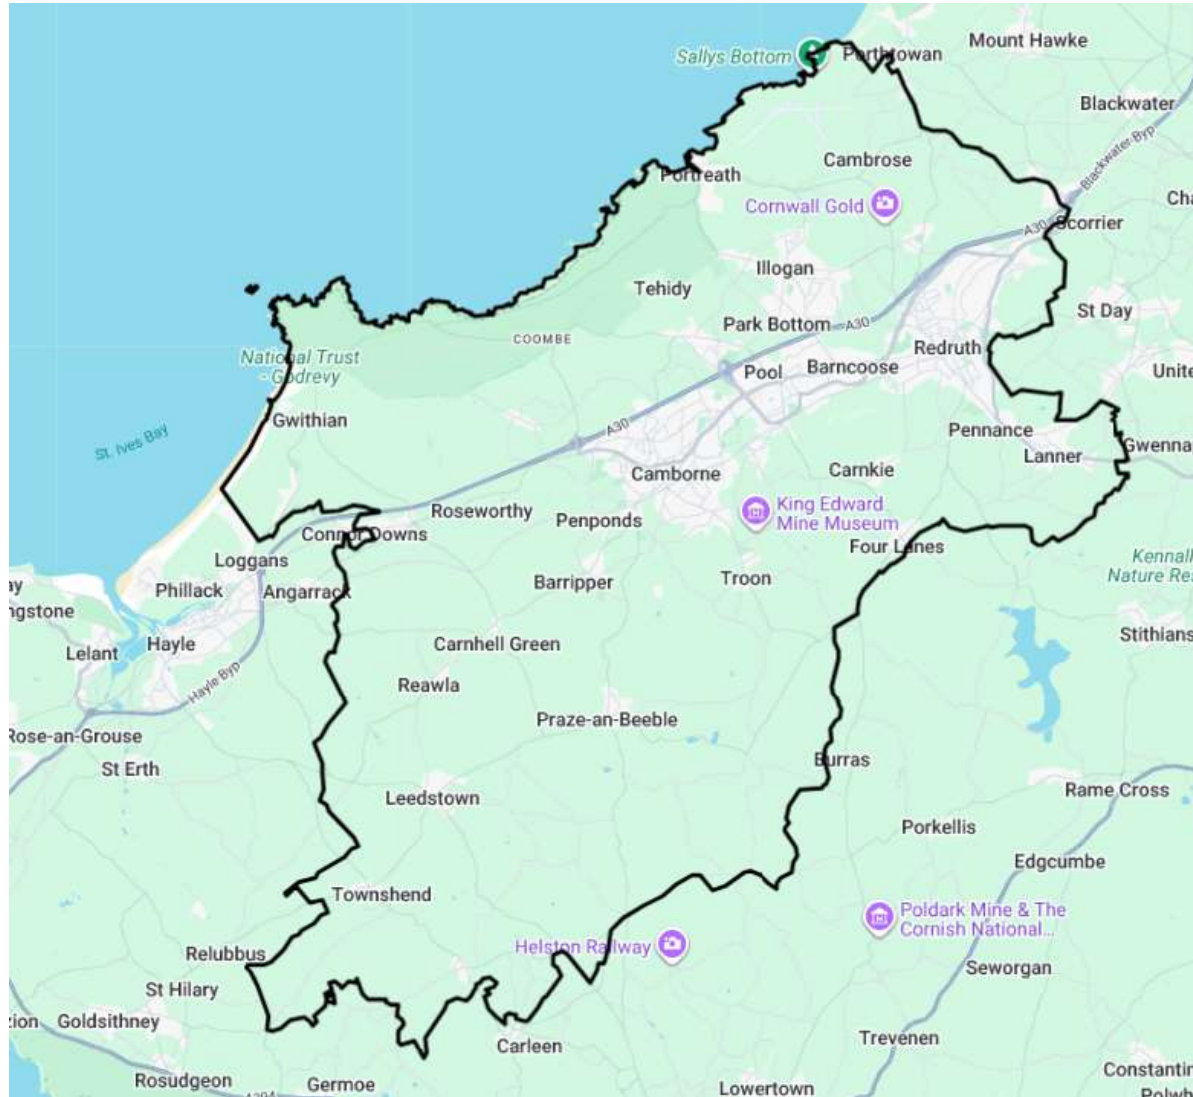 Mount Hawke
Sallys Bottom
Porthtowan
Blackwater
Blackwater Byp
Cambrose
Portreath
Cornwall Gold
A30
Scorrier
Illogan
Tehidy
St Day
Park Bottom
A30
COOMBE
Redruth
National Trust
- Godrevy
Pool
Barncoose
Gwithian
A30
Pennance
St. Ives Bay
Lanner
Camborne
Carnkie
King Edward
Mine Museum
Roseworthy
Penponds
Connor Downs
Four Lanes
Loggans
Barripper
Troon
Phillack
Angarrack
Stithians
Hayle
Carnhell Green
Lelant
Hayle Byp
Reawla
Praze-an-Beeble
Rose-an-Grouse
Burras
St Erth
Leedstown
Rame Cross
Porkellis
Edgcumbe
Townshend
Poldark Mine & The
Cornish National...
Helston Railway
Relubbus
Seworgan
St Hilary
Goldsithney
Trevenen
Carleen
Rosudgeon
Germoe
Lowertown